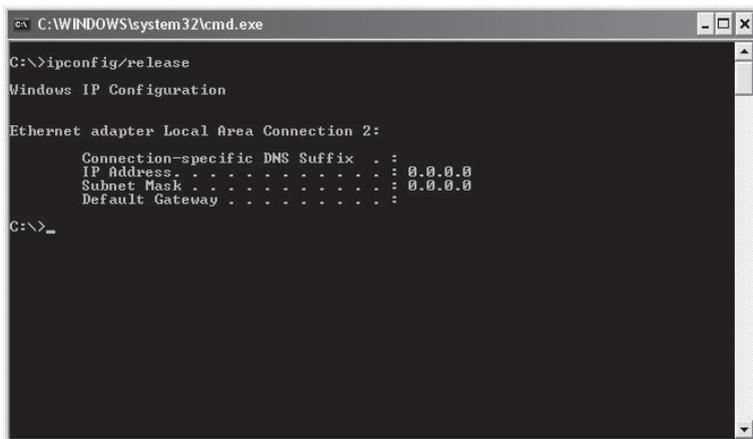 C:\WINDOWS\system32\cmd.exe
C:\>ipconfig/release
Windows IP Configuration
Ethernet adapter Local Area Connection 2:
Connection-specific DNS Suffix  . :
IP Address. . . . . . . . . . . . : 0.0.0.0
Subnet Mask . . . . . . . . . . . : 0.0.0.0
Default Gateway . . . . . . . . . :
C:\>_